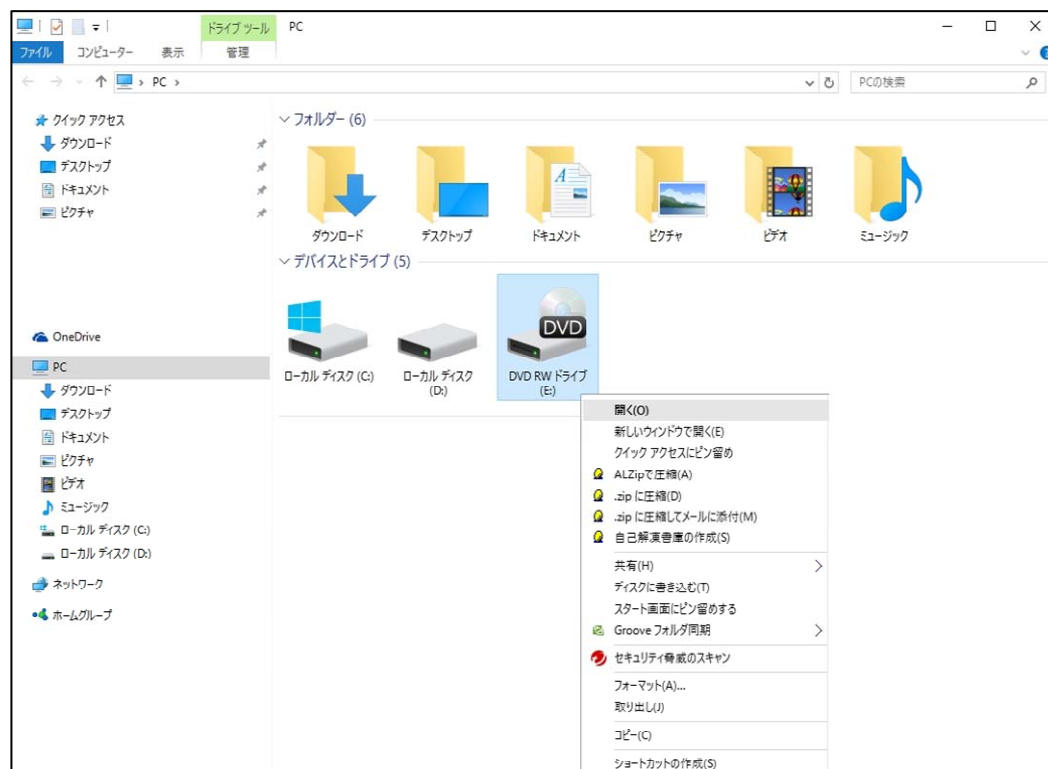 ドライブ ツール
PC
ファイル
コンピューター
表示
管理
PC
PCの検索
クイック アクセス
ダウンロード
デスクトップ
ドキュメント
ピクチャ
OneDrive
PC
ダウンロード
デスクトップ
ドキュメント
ピクチャ
ビデオ
ミュージック
ローカル ディスク (C:)
ローカル ディスク (D:)
ネットワーク
ホームグループ
フォルダー (6)
ダウンロード
デスクトップ
ドキュメント
ピクチャ
ビデオ
ミュージック
デバイスとドライブ (5)
ローカル ディスク (C:)
ローカル ディスク
(D:)
DVD
DVD RW ドライブ
(E:)
開く(O)
新しいウィンドウで開く(E)
クイック アクセスにピン留め
ALZipで圧縮(A)
.zip に圧縮(D)
.zip に圧縮してメールに添付(M)
自己解凍書庫の作成(S)
共有(H)
ディスクに書き込む(T)
スタート画面にピン留めする
Groove フォルダ同期
セキュリティ脅威のスキャン
フォーマット(A)...
取り出し(J)
コピー(C)
ショートカットの作成(S)